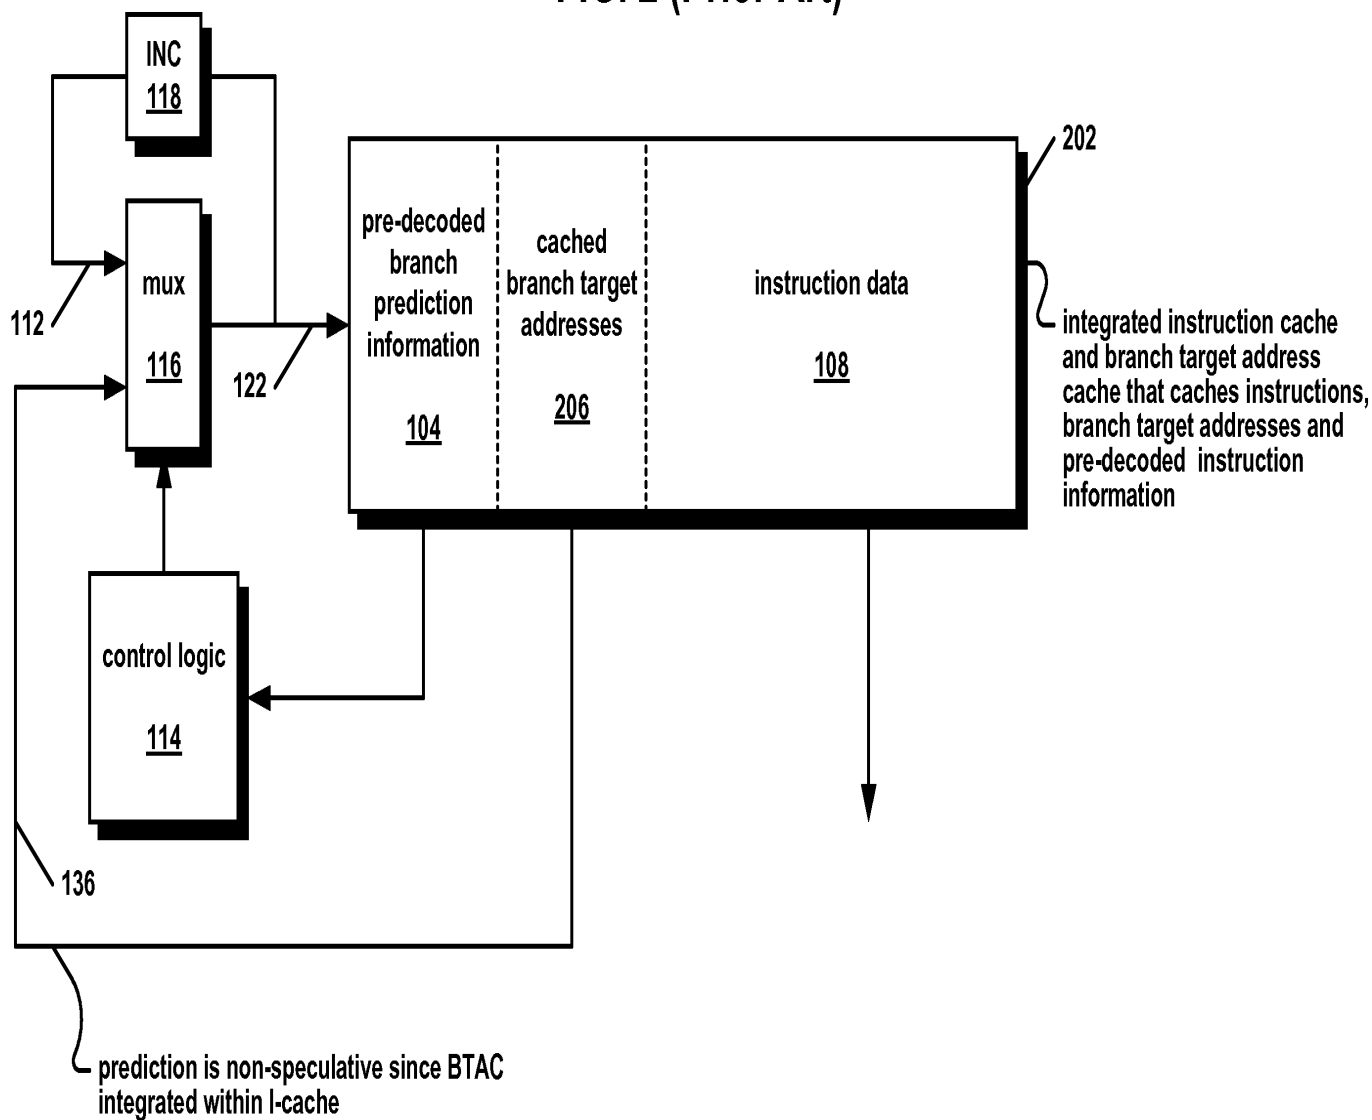 INC
118
202
pre-decoded
branch
prediction
information
104
cached
branch target
addresses
206
instruction data
108
mux
116
112
122
integrated instruction cache
and branch target address
cache that caches instructions,
branch target addresses and
pre-decoded instruction
information
control logic
114
136
prediction is non-speculative since BTAC
integrated within I-cache